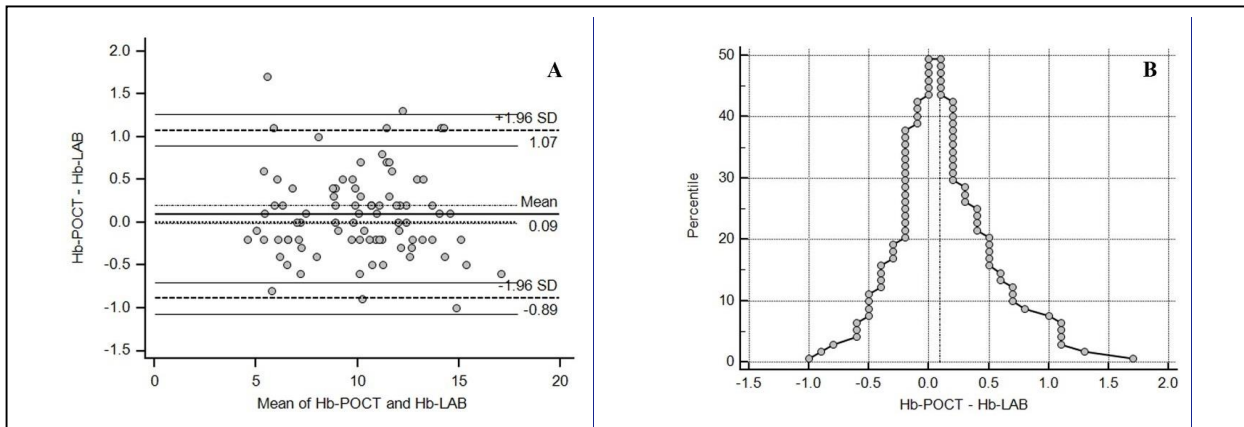 A
Hb-POCT - Hb-LAB
2.0
1.5
1.0
0.5
0.0
-0.5
-1.0
-1.5
+1.96 SD
1.07
Mean
0.09
-1.96 SD
-0.89
0 5 10 15 20
Mean of Hb-POCT and Hb-LAB
B
Percentile
50
40
30
20
10
0
-1.5 -1.0 -0.5 0.0 0.5 1.0 1.5 2.0
Hb-POCT - Hb-LAB